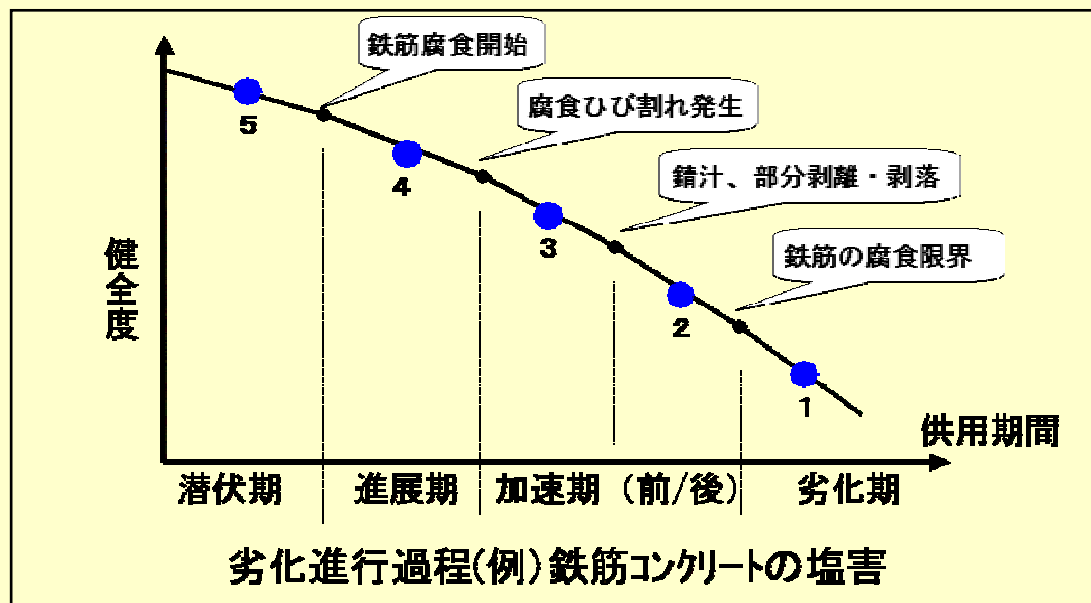 鉄筋腐食開始
腐食ひび割れ発生
錆汁、部分剥離・剥落
鉄筋の腐食限界
5
4
3
2
1
健全度
供用期間
潜伏期
進展期
加速期（前/後）
劣化期
劣化進行過程(例)鉄筋コンクリートの塩害